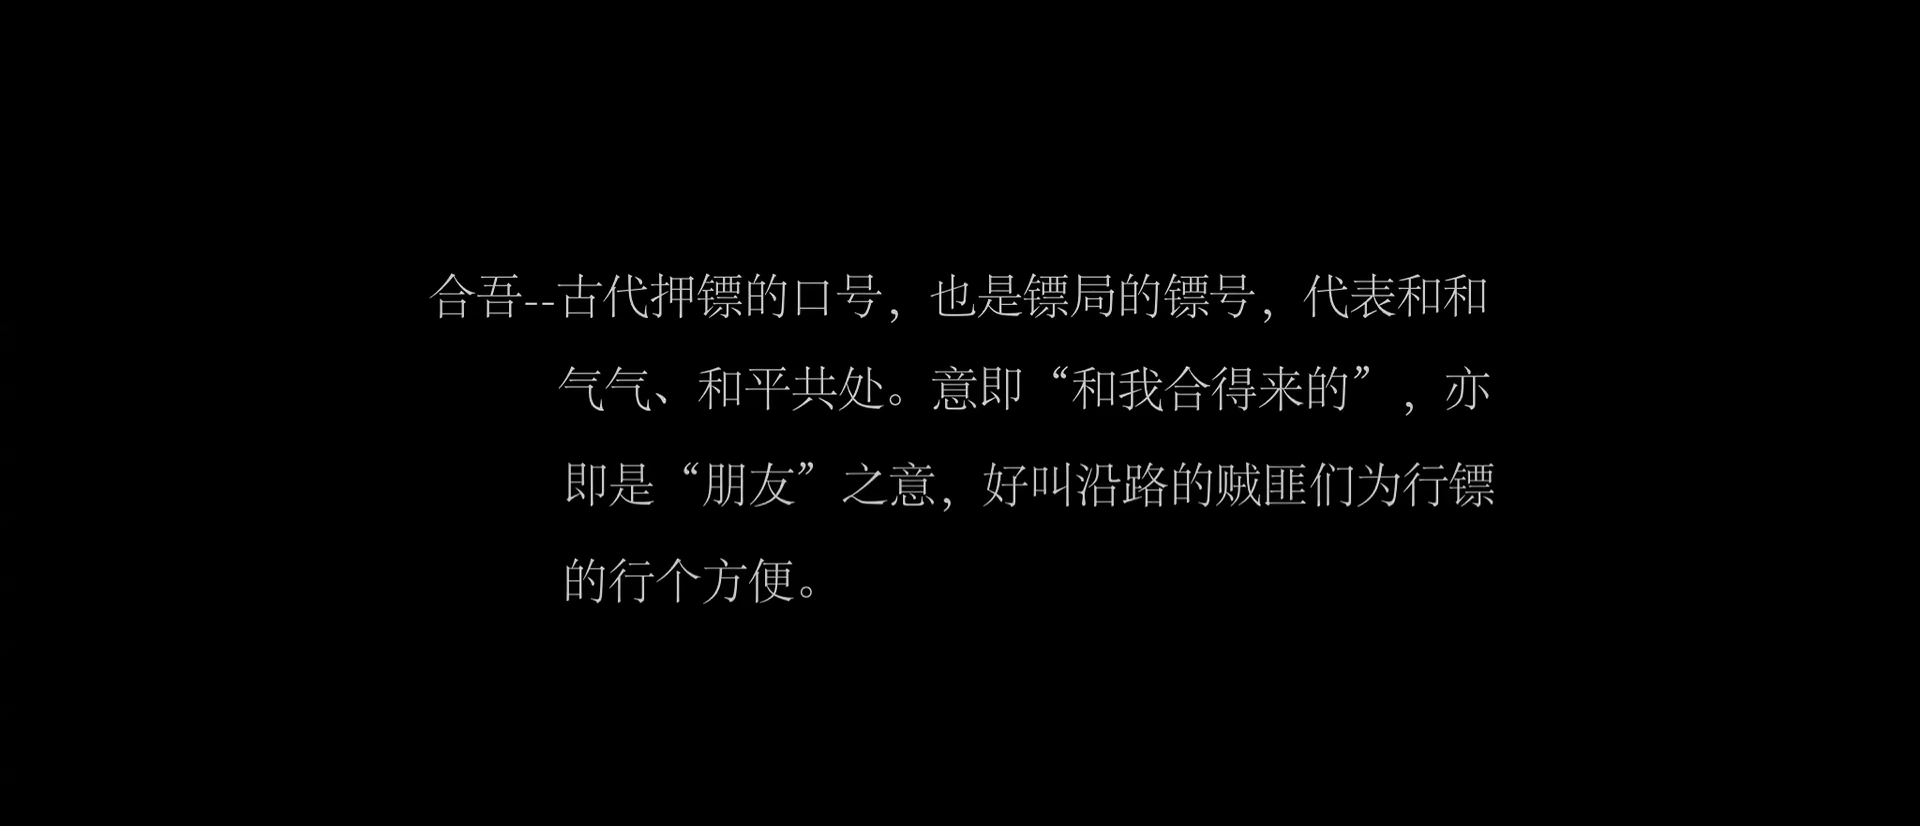 合吾--古代押镖的口号，也是镖局的镖号，代表和和
气气、和平共处。意即“和我合得来的”，亦
即是“朋友”之意，好叫沿路的贼匪们为行镖
的行个方便。